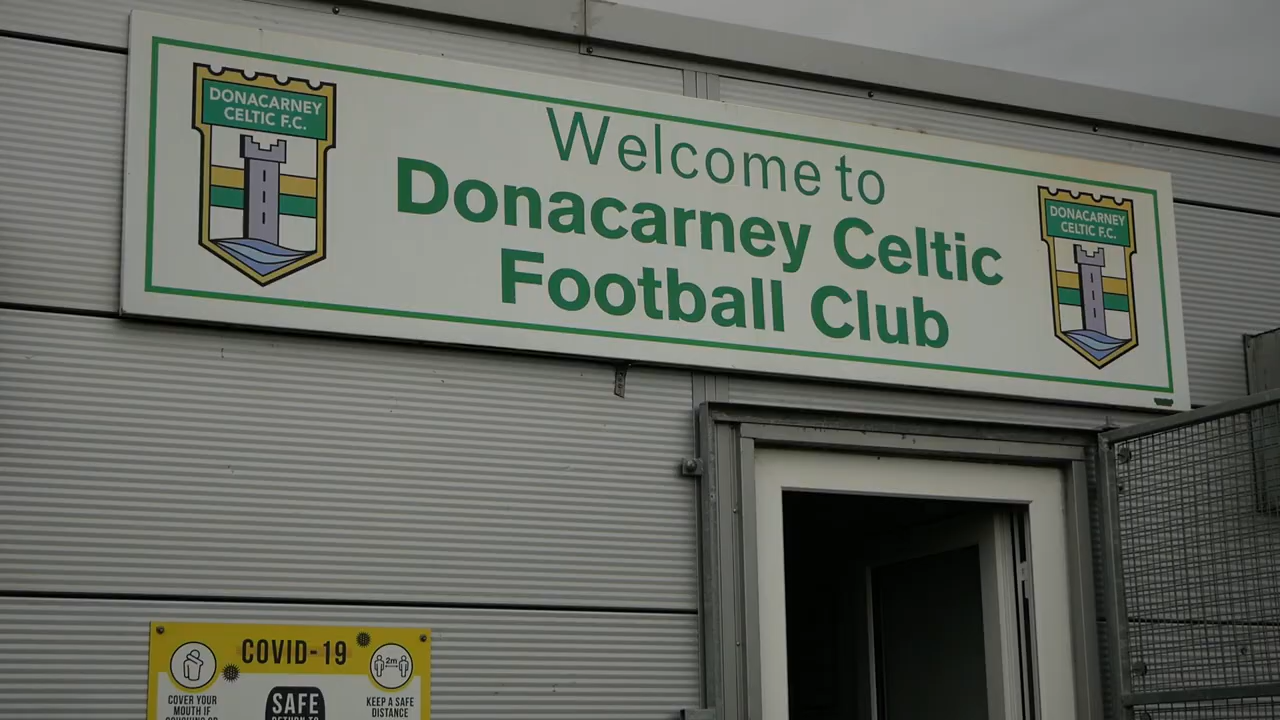 DONACARNEY
CELTIC F.C.
Welcome to
Donacarney Celtic
Football Club
DONACARNEY
CELTIC F.C.
COVID-19
2m
COVER YOUR
MOUTH IF
SAFE
KEEP A SAFE
DISTANCE